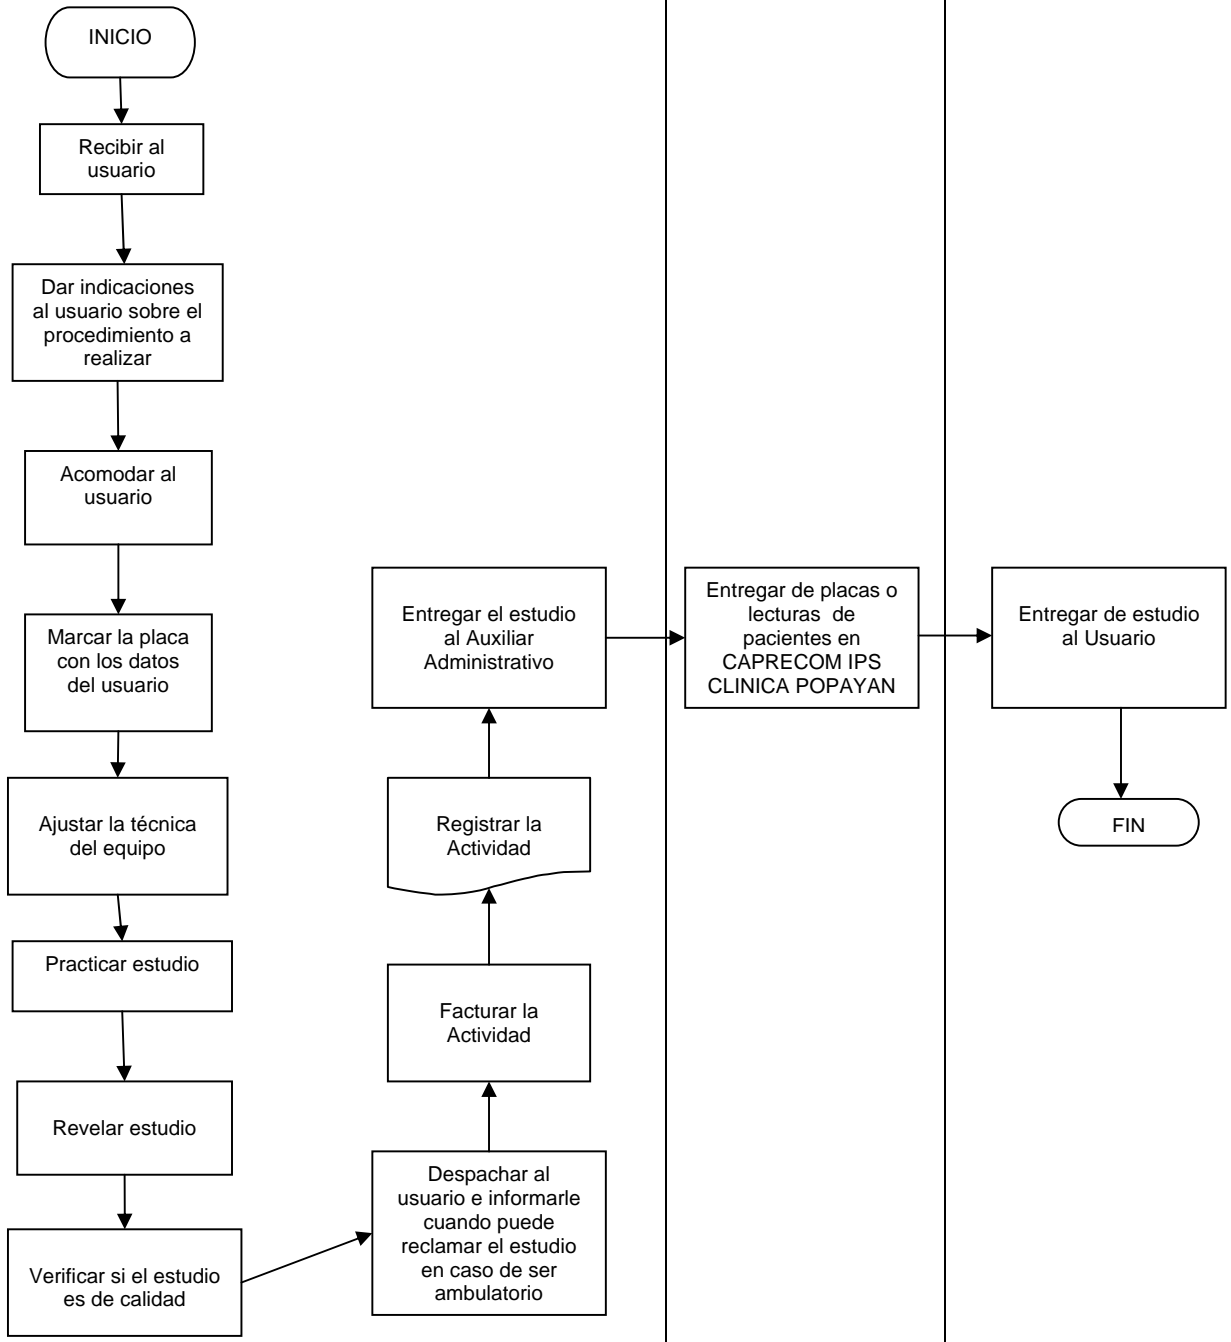 INICIO
Recibir al
usuario
Dar indicaciones
al usuario sobre el
procedimiento a
realizar
Acomodar al
usuario
Marcar la placa
con los datos
del usuario
Ajustar la técnica
del equipo
Practicar estudio
Revelar estudio
Verificar si el estudio
es de calidad
Despachar al
usuario e informarle
cuando puede
reclamar el estudio
en caso de ser
ambulatorio
Facturar la
Actividad
Registrar la
Actividad
Entregar el estudio
al Auxiliar
Administrativo
Entregar de placas o
lecturas de
pacientes en
CAPRECOM IPS
CLINICA POPAYAN
Entregar de estudio
al Usuario
FIN